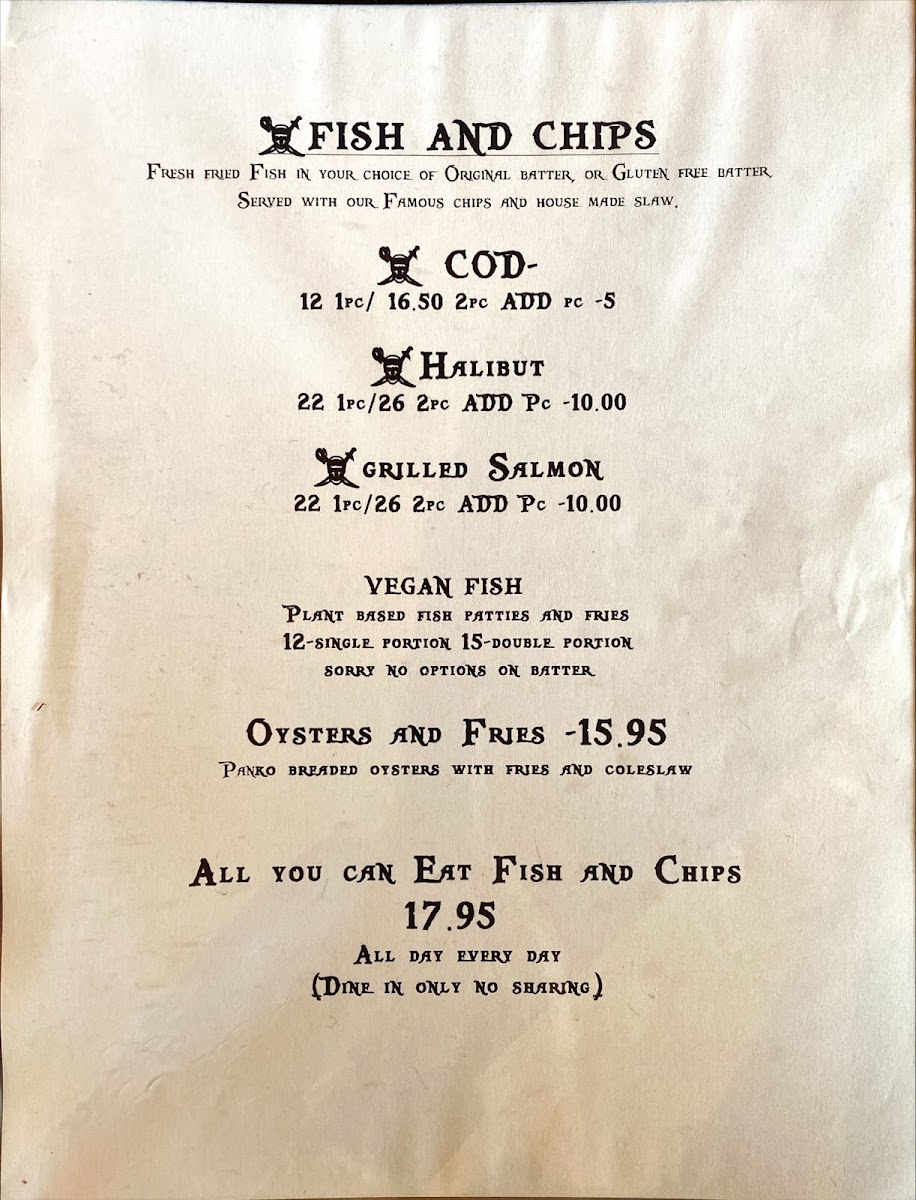 FISH AND CHIPS
Fresh fried Fish in your choice of Original batter, or Gluten free batter
Served with our Famous chips and house made slaw.
COD-
12 1pc/ 16.50 2pc ADD pc -5
Halibut
22 1pc/26 2pc ADD Pc -10.00
grilled Salmon
22 1pc/26 2pc ADD Pc -10.00
VEGAN FISH
Plant based fish patties and fries
12-single portion 15-double portion
sorry no options on batter
Oysters and Fries -15.95
Panko breaded oysters with fries and coleslaw
All you can Eat Fish and Chips
17.95
All day every day
(Dine in only no sharing)